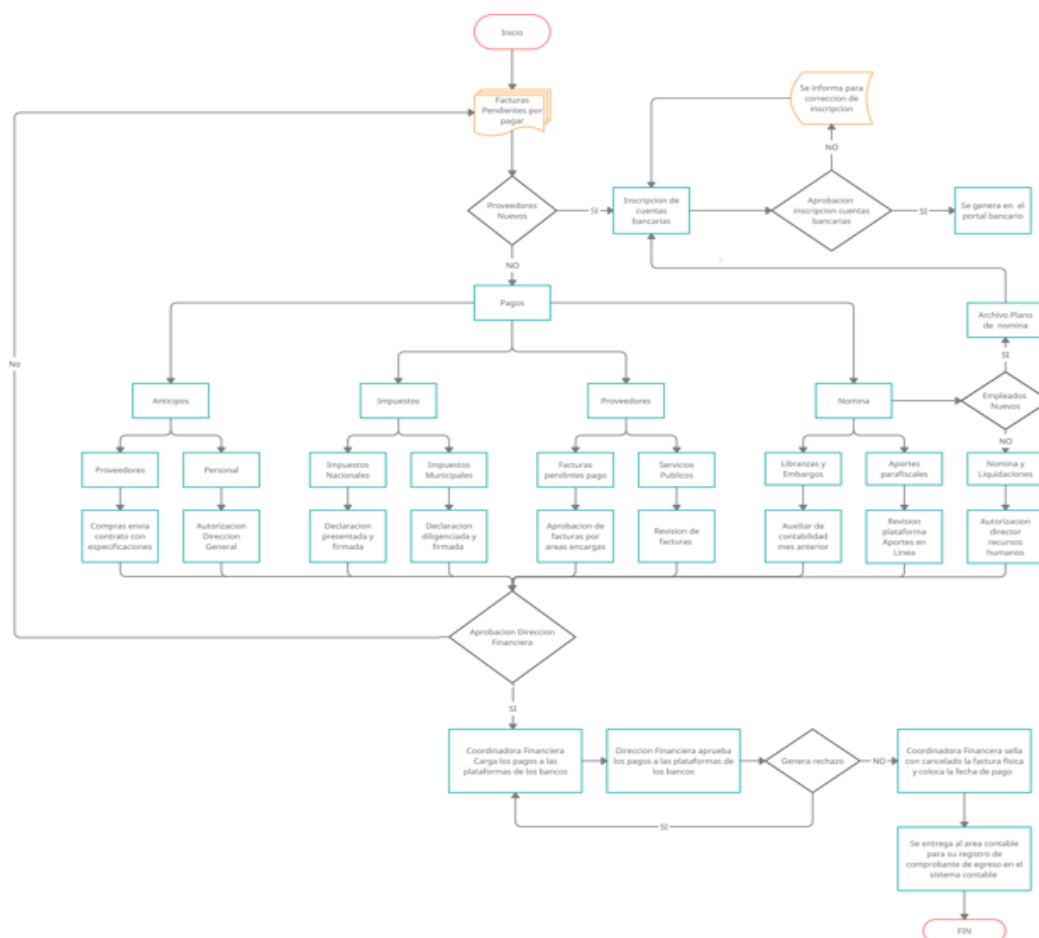 Inicio
Facturas
Pendientes por
pagar
Se informa para
correccion de
inscripcion
NO
Proveedores
Nuevos
SI
Inscripcion de
cuentas
bancarias
Aprobacion
inscripcion cuentas
bancarias
SI
Se genera en el
portal bancario
NO
Pagos
Archivo Plano
de nomina
SI
No
Anticipos
Impuestos
Proveedores
Nomina
Empleados
Nuevos
NO
Proveedores
Personal
Impuestos
Nacionales
Impuestos
Municipales
Facturas
pendintes pago
Servicios
Publicos
Libranzas y
Embargos
Aportes
parafiscales
Nomina y
Liquidaciones
Compras envia
contrato con
especificaciones
Autorizacion
Direccion
General
Declaracion
presentada y
firmada
Declaracion
diligenciada y
firmada
Aprobacion de
facturas por
areas encargas
Revision de
facturas
Auxiliar de
contabilidad
mes anterior
Revision
plataforma
Aportes en
Linea
Autorizacion
director
recursos
humanos
Aprobacion Direccion
Financiera
SI
Coordinadora Financiera
Carga los pagos a las
plataformas de los bancos
Direccion Financiera aprueba
los pagos a las plataformas de
los bancos
Genera rechazo
NO
Coordinadora Financera sella
con cancelado la factura física
y coloca la fecha de pago
SI
Se entrega al area contable
para su registro de
comprobante de egreso en el
sistema contable
FIN